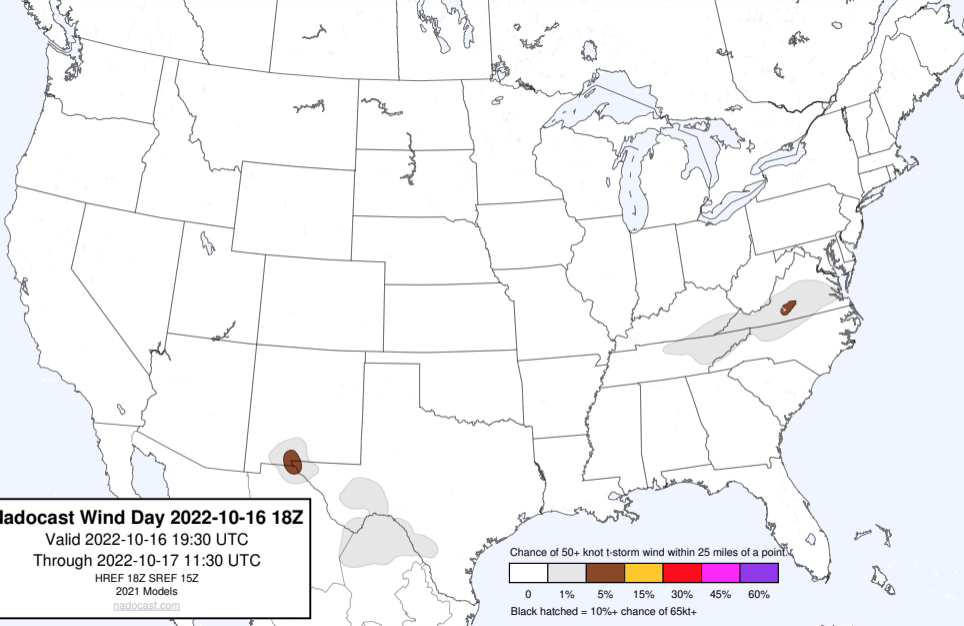 Nadocast Wind Day 2022-10-16 18Z
Valid 2022-10-16 19:30 UTC
Through 2022-10-17 11:30 UTC
HREF 18Z SREF 15Z
2021 Models
nadocast.com
Chance of 50+ knot t-storm wind within 25 miles of a point.
0 1% 5% 15% 30% 45% 60%
Black hatched = 10%+ chance of 65kt+